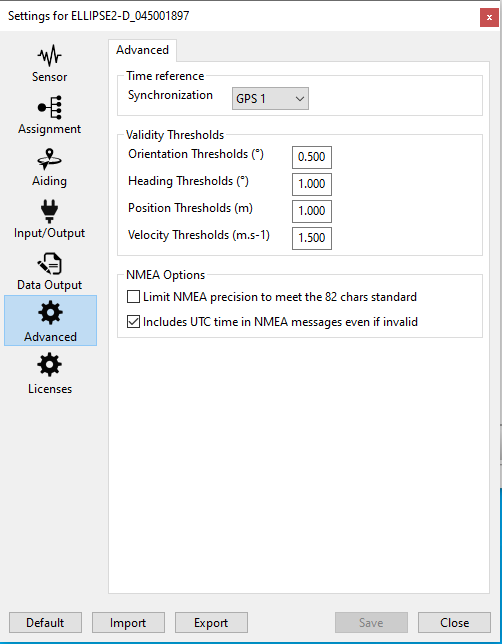 Settings for ELLIPSE2-D_045001897
x
Sensor
Assignment
Aiding
Input/Output
Data Output
Advanced
Licenses
Advanced
Time reference
Synchronization GPS 1
Validity Thresholds
Orientation Thresholds (°) 0.500
Heading Thresholds (°) 1.000
Position Thresholds (m) 1.000
Velocity Thresholds (m.s-1) 1.500
NMEA Options
Limit NMEA precision to meet the 82 chars standard
Includes UTC time in NMEA messages even if invalid
Default Import Export Save Close